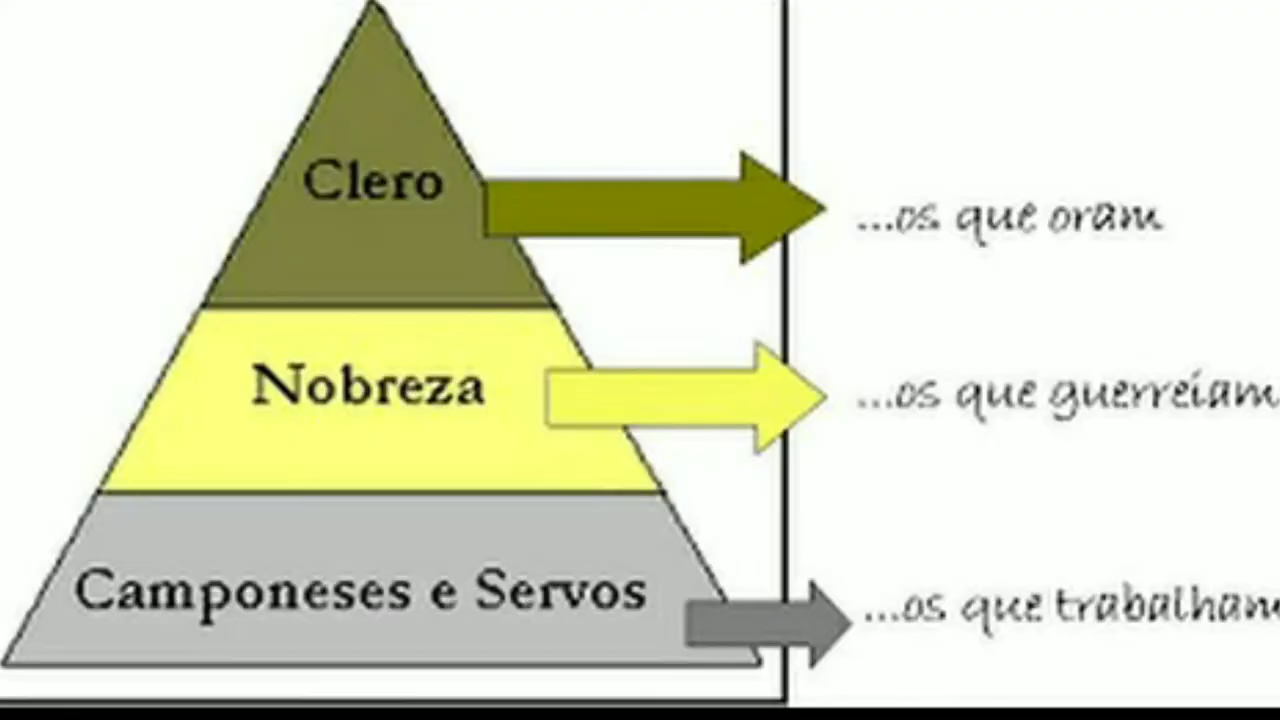 Clero
...os que oram
Nobreza
...os que guerreiam
Camponeses e Servos
...os que trabalham